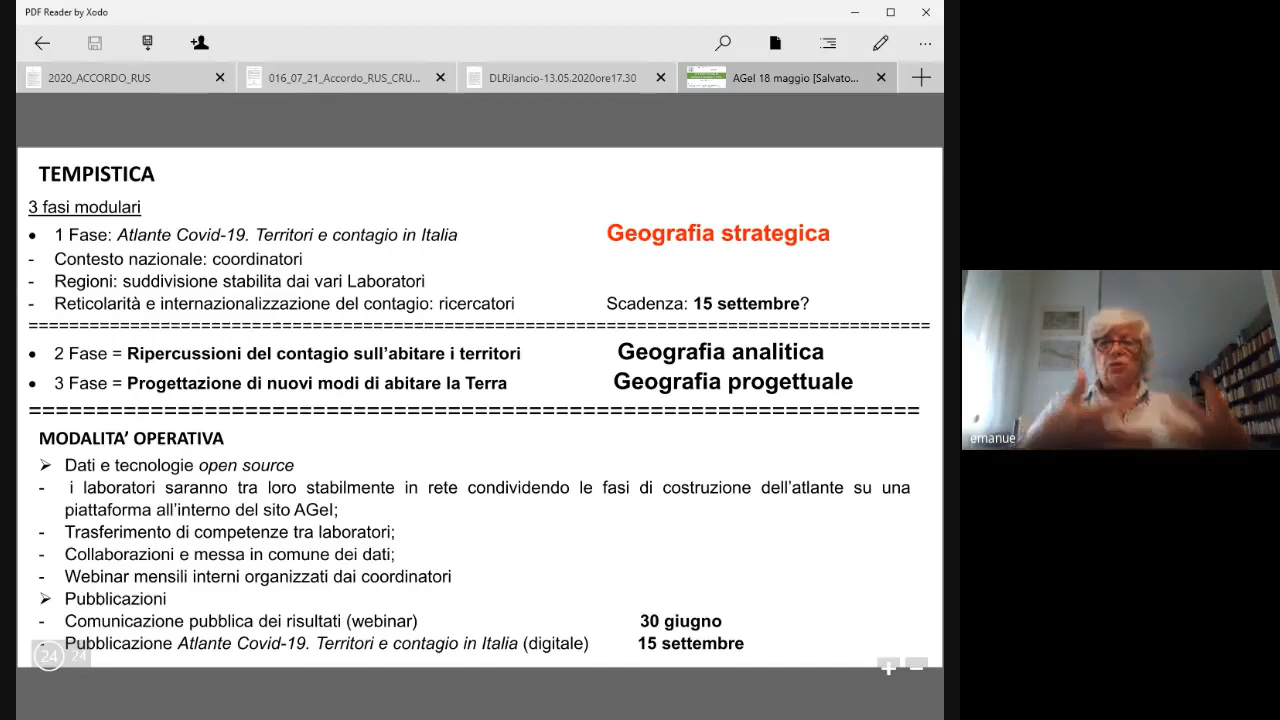 PDF Reader by Xodo
2020_ACCORDO_RUS
016_07_21_Accordo_RUS_CRU...
DLRilancio-13.05.2020ore17.30
AGeI 18 maggio [Salvato...
TEMPISTICA
3 fasi modulari
• 1 Fase: Atlante Covid-19. Territori e contagio in Italia Geografia strategica
- Contesto nazionale: coordinatori
- Regioni: suddivisione stabilita dai vari Laboratori
- Reticolarità e internazionalizzazione del contagio: ricercatori Scadenza: 15 settembre?
• 2 Fase = Ripercussioni del contagio sull'abitare i territori Geografia analitica
• 3 Fase = Progettazione di nuovi modi di abitare la Terra Geografia progettuale
MODALITA' OPERATIVA
➢ Dati e tecnologie open source
- i laboratori saranno tra loro stabilmente in rete condividendo le fasi di costruzione dell'atlante su una
piattaforma all'interno del sito AGeI;
- Trasferimento di competenze tra laboratori;
- Collaborazioni e messa in comune dei dati;
- Webinar mensili interni organizzati dai coordinatori
➢ Pubblicazioni
- Comunicazione pubblica dei risultati (webinar) 30 giugno
- Pubblicazione Atlante Covid-19. Territori e contagio in Italia (digitale) 15 settembre
24 24
emanue